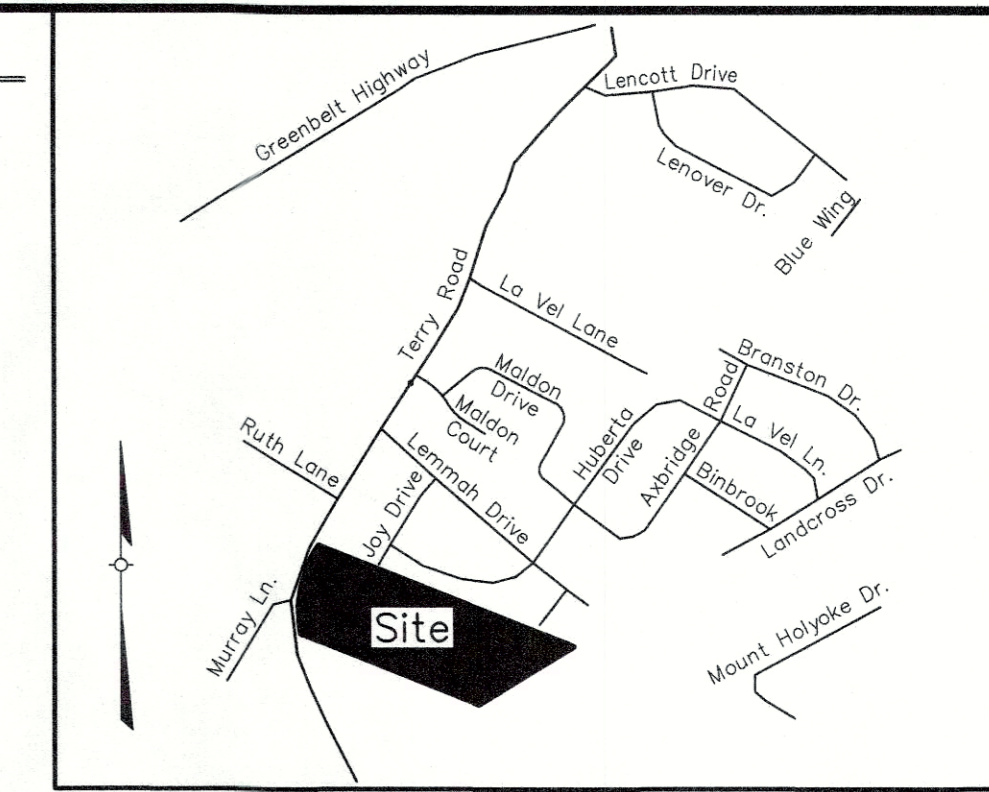 Greenbelt Highway
Lencott Drive
Lenover Dr.
Blue Wing
Terry Road
La Vel Lane
Maldon
Drive
Maldon
Court
Branston Dr.
Huberta
Drive
Axbridge Road
La Vel Ln.
Ruth Lane
Lemmah Drive
Joy Drive
Binbrook
Landcross Dr.
Murray Ln.
Site
Mount Holyoke Dr.